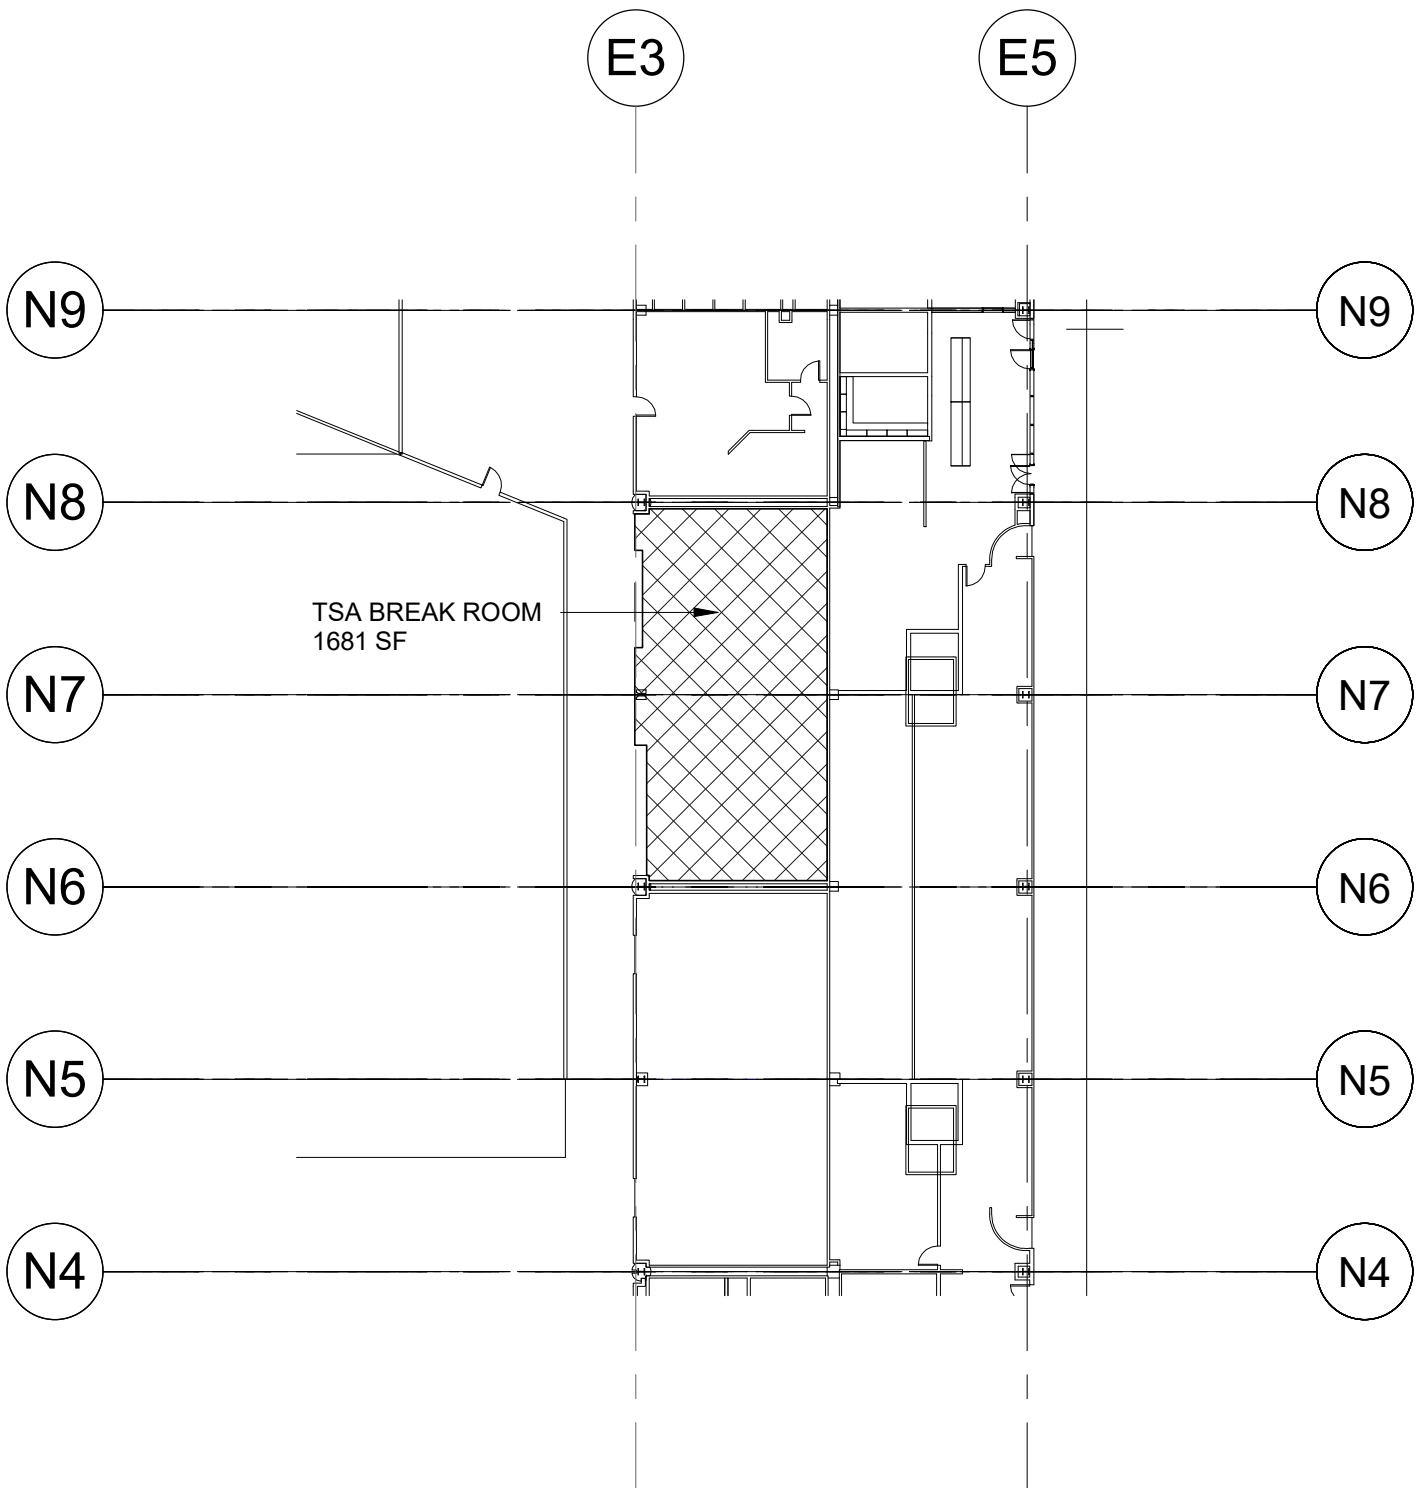 E3 E5
N9 N9
N8 N8
TSA BREAK ROOM
1681 SF
N7 N7
N6 N6
N5 N5
N4 N4